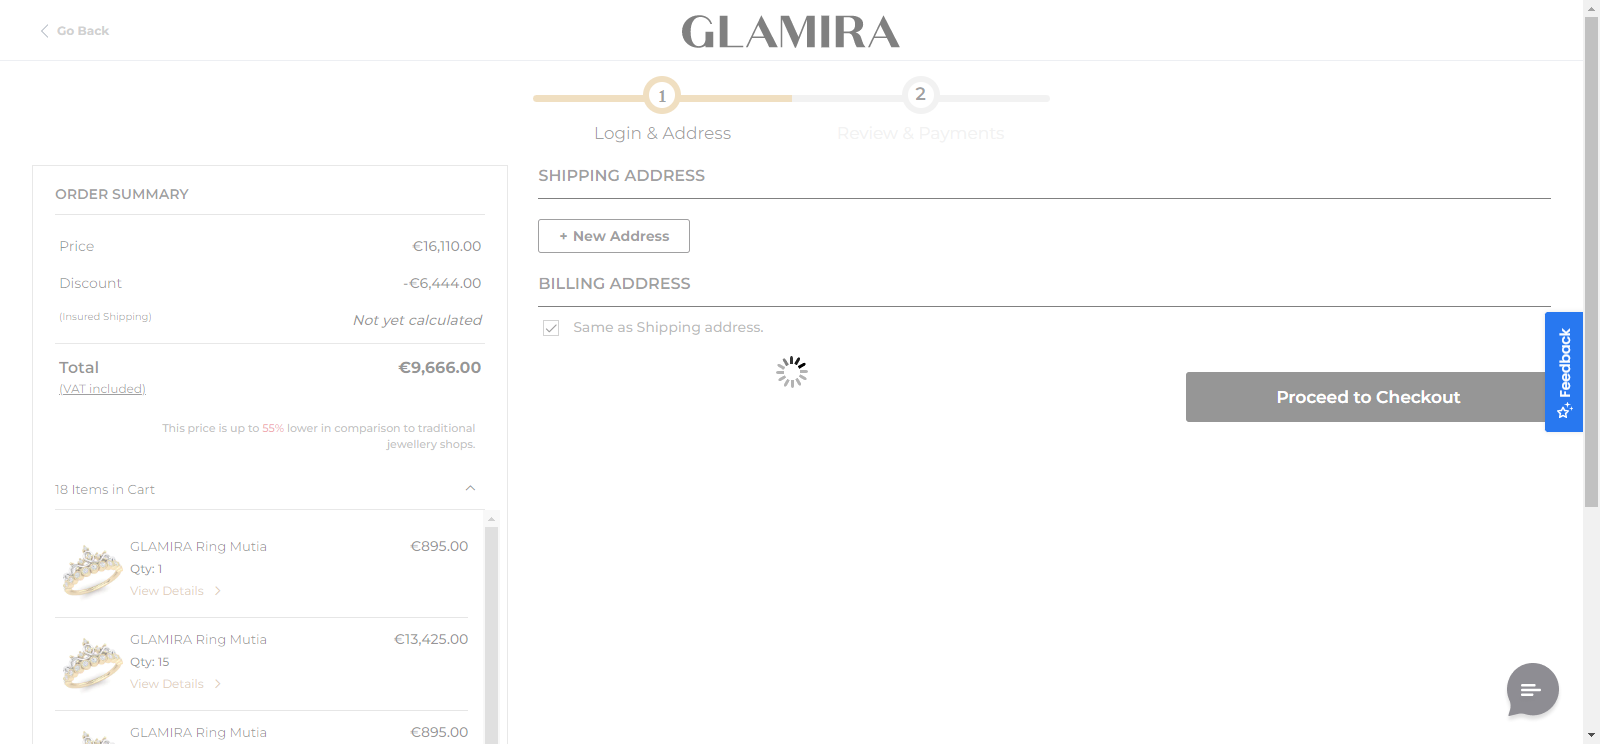 Go Back
GLAMIRA
1
2
Login & Address
Review & Payments
ORDER SUMMARY
Price €16,110.00
Discount -€6,444.00
(Insured Shipping) Not yet calculated
Total €9,666.00
(VAT included)
This price is up to 55% lower in comparison to traditional
jewellery shops.
18 Items in Cart
GLAMIRA Ring Mutia €895.00
Qty: 1
View Details
GLAMIRA Ring Mutia €13,425.00
Qty: 15
View Details
GLAMIRA Ring Mutia €895.00
SHIPPING ADDRESS
+ New Address
BILLING ADDRESS
Same as Shipping address.
Proceed to Checkout
Feedback